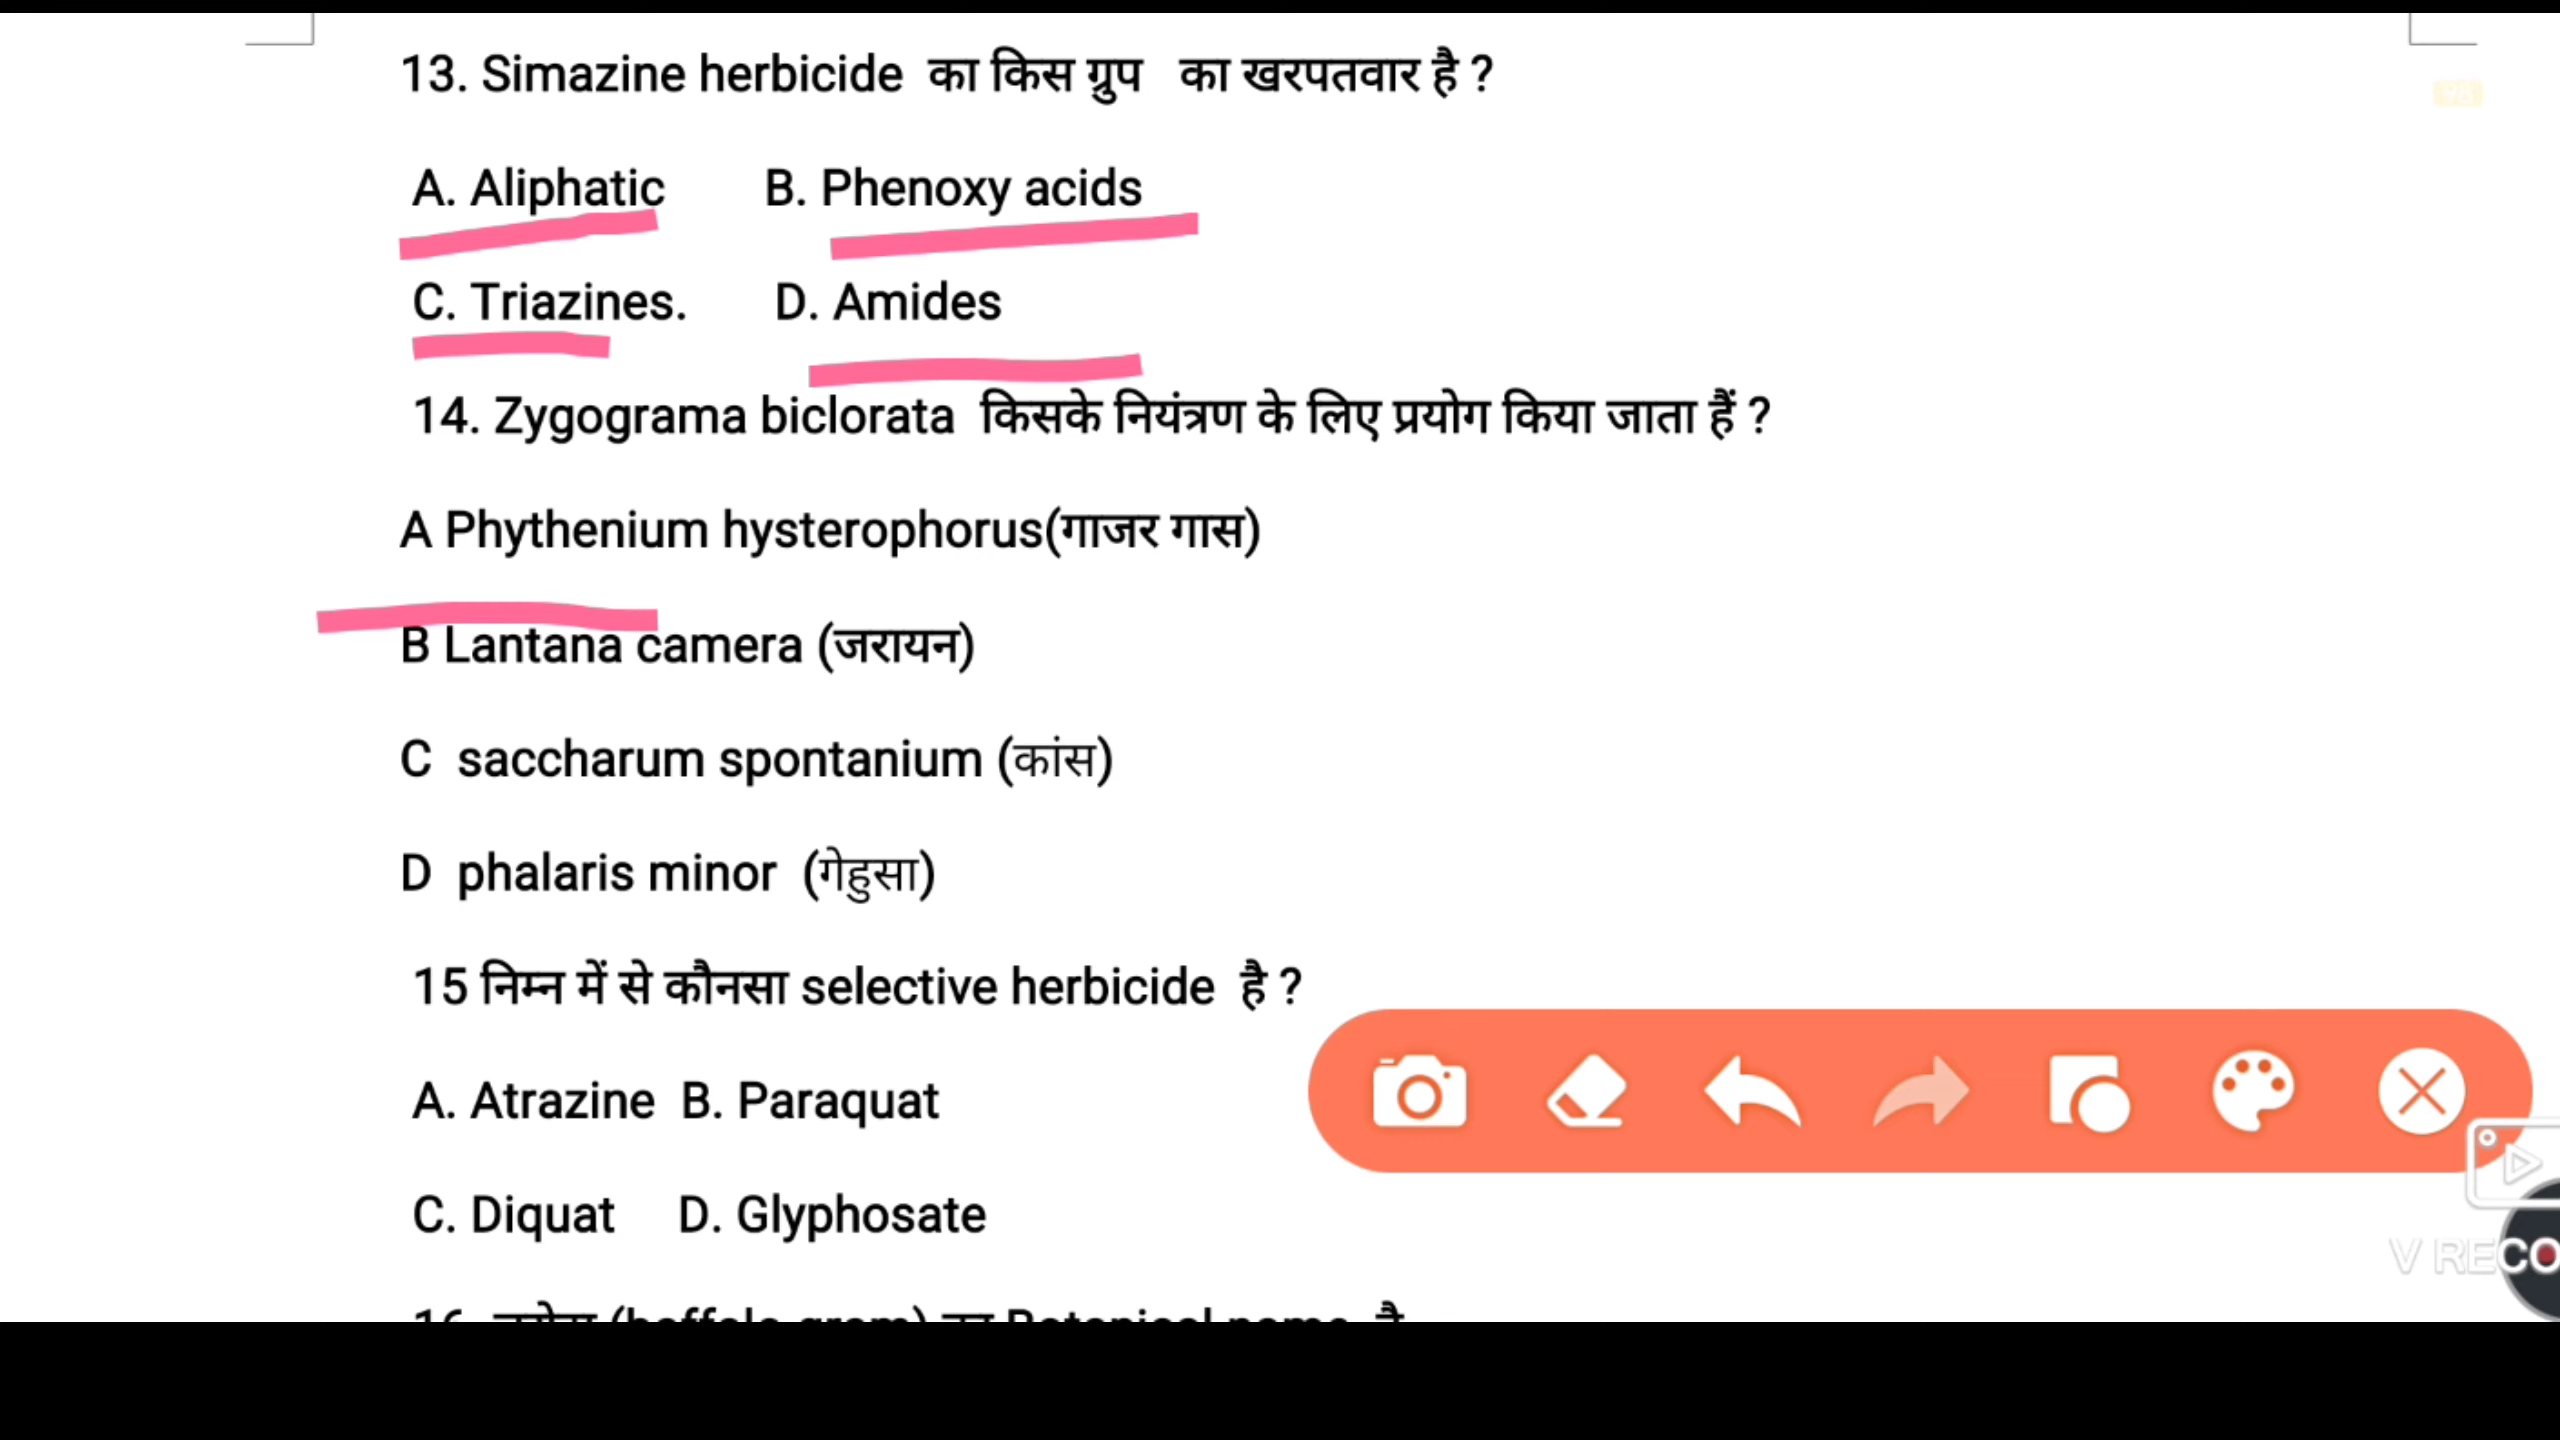 13. Simazine herbicide का किस ग्रुप का खरपतवार है ?
A. Aliphatic B. Phenoxy acids
C. Triazines. D. Amides
14. Zygograma biclorata किसके नियंत्रण के लिए प्रयोग किया जाता हैं ?
A Phythenium hysterophorus(गाजर गास)
B Lantana camera (जरायन)
C saccharum spontanium (कांस)
D phalaris minor (गेहुसा)
15 निम्न में से कौनसा selective herbicide है ?
A. Atrazine B. Paraquat
C. Diquat D. Glyphosate
V RECO